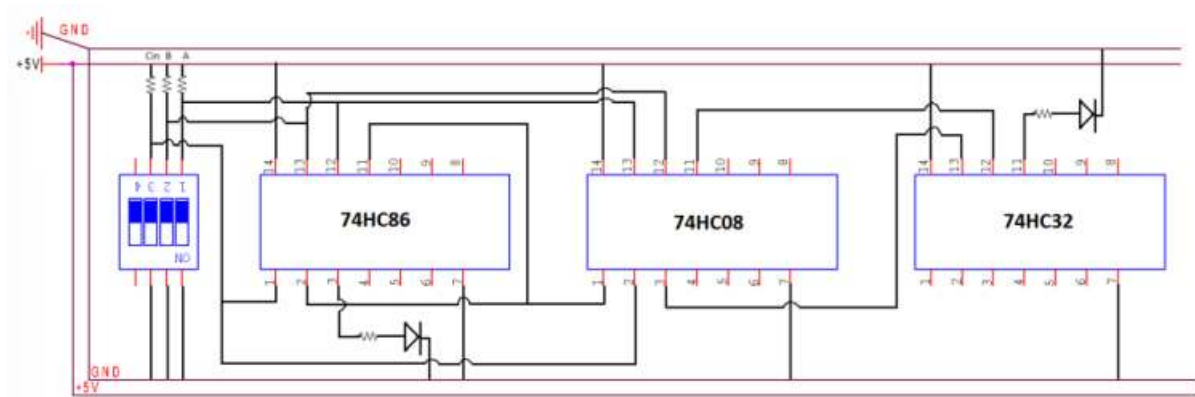 GND
+5V
Cin B A
14 13 12 11 10 9 8
14 13 12 11 10 9 8
14 13 12 11 10 9 8
4 3 2 1
ON
74HC86
74HC08
74HC32
1 2 3 4 5 6 7
1 2 3 4 5 6 7
1 2 3 4 5 6 7
GND
+5V